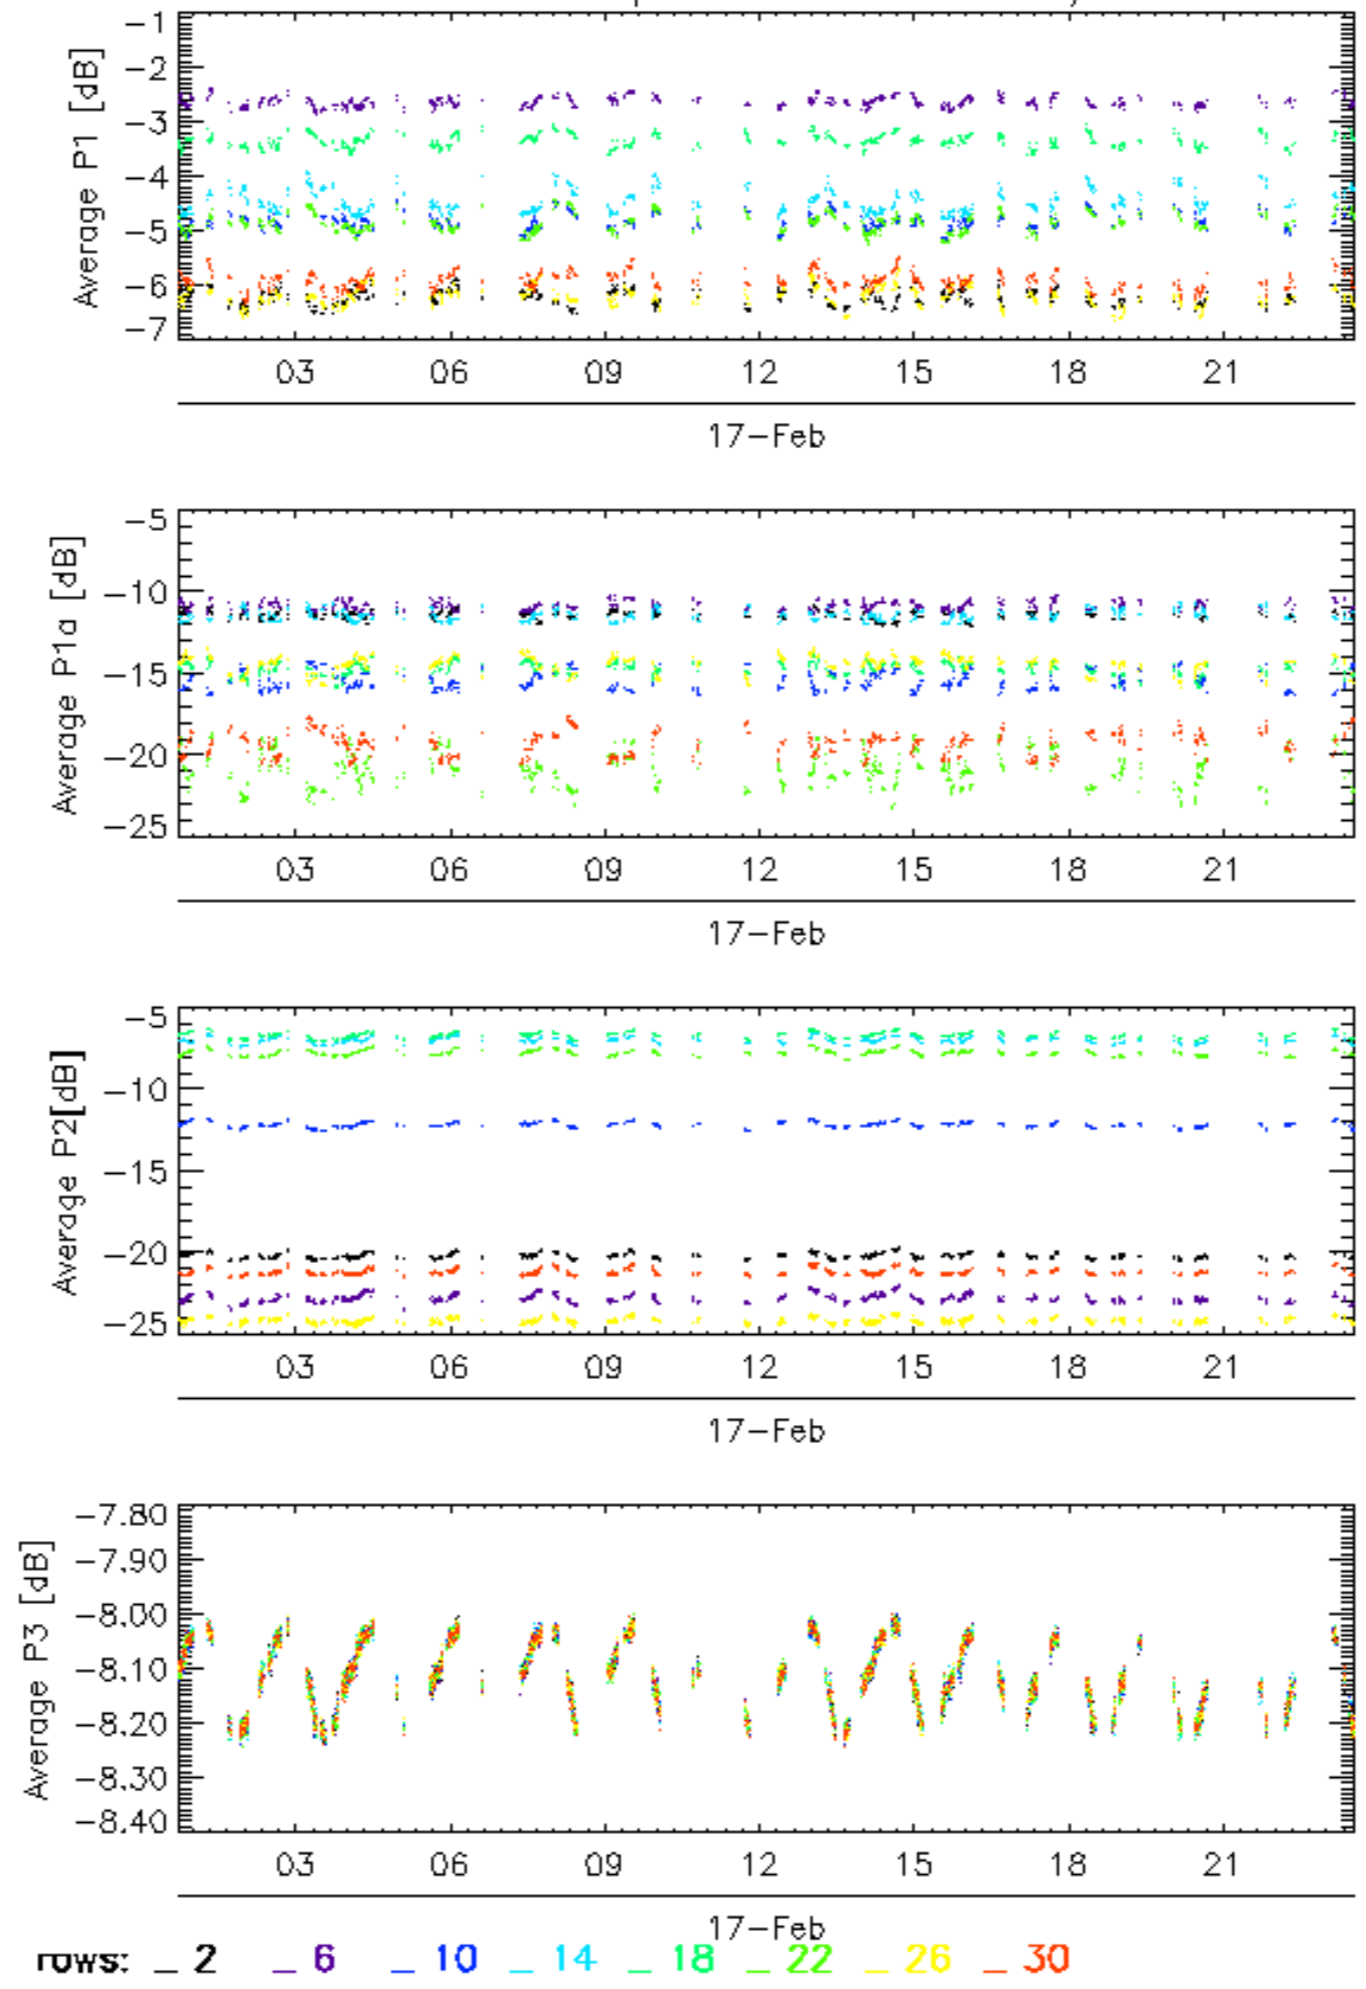 Average P1 [dB]
-1
-2
-3
-4
-5
-6
-7
03 06 09 12 15 18 21
17-Feb
Average P1a [dB]
-5
-10
-15
-20
-25
03 06 09 12 15 18 21
17-Feb
Average P2[dB]
-5
-10
-15
-20
-25
03 06 09 12 15 18 21
17-Feb
Average P3 [dB]
-7.80
-7.90
-8.00
-8.10
-8.20
-8.30
-8.40
03 06 09 12 15 18 21
17-Feb
rows: _ 2 _ 6 _ 10 _ 14 _ 18 _ 22 _ 26 _ 30